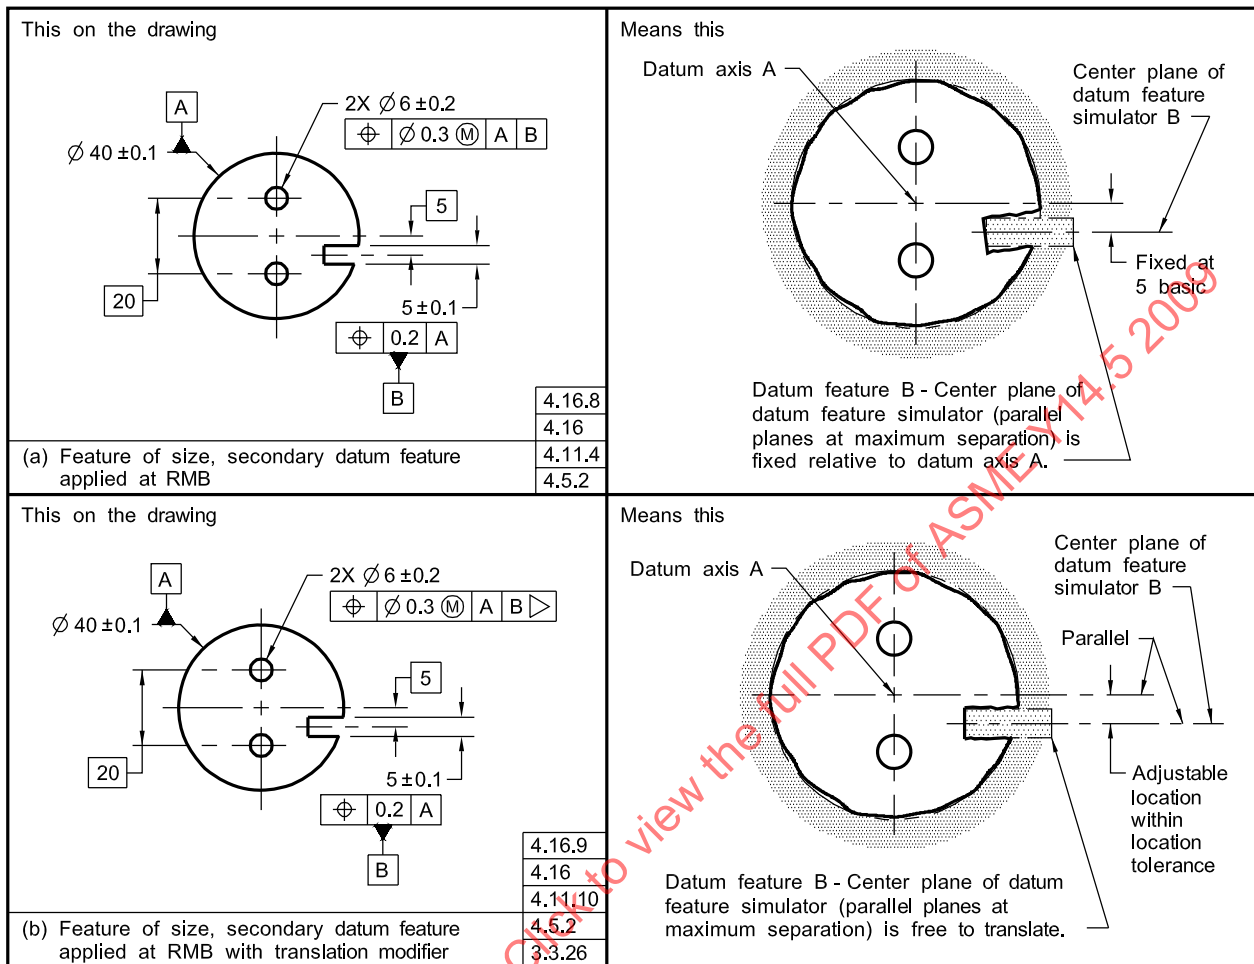 This on the drawing
A
2X ∅ 6 ±0.2
⌖ ∅ 0.3 Ⓜ A B
∅ 40 ±0.1
5
20
5 ±0.1
⌖ 0.2 A
B
4.16.8
4.16
4.11.4
4.5.2
(a) Feature of size, secondary datum feature
applied at RMB
Means this
Datum axis A
Center plane of
datum feature
simulator B
Fixed at
5 basic
Datum feature B - Center plane of
datum feature simulator (parallel
planes at maximum separation) is
fixed relative to datum axis A.
This on the drawing
A
2X ∅ 6 ±0.2
⌖ ∅ 0.3 Ⓜ A B ▷
∅ 40 ±0.1
5
20
5 ±0.1
⌖ 0.2 A
B
4.16.9
4.16
4.11.10
4.5.2
3.3.26
(b) Feature of size, secondary datum feature
applied at RMB with translation modifier
Means this
Datum axis A
Center plane of
datum feature
simulator B
Parallel
Adjustable
location
within
location
tolerance
Datum feature B - Center plane of datum
feature simulator (parallel planes at
maximum separation) is free to translate.
Click to view the full PDF of ASME Y14.5 2009